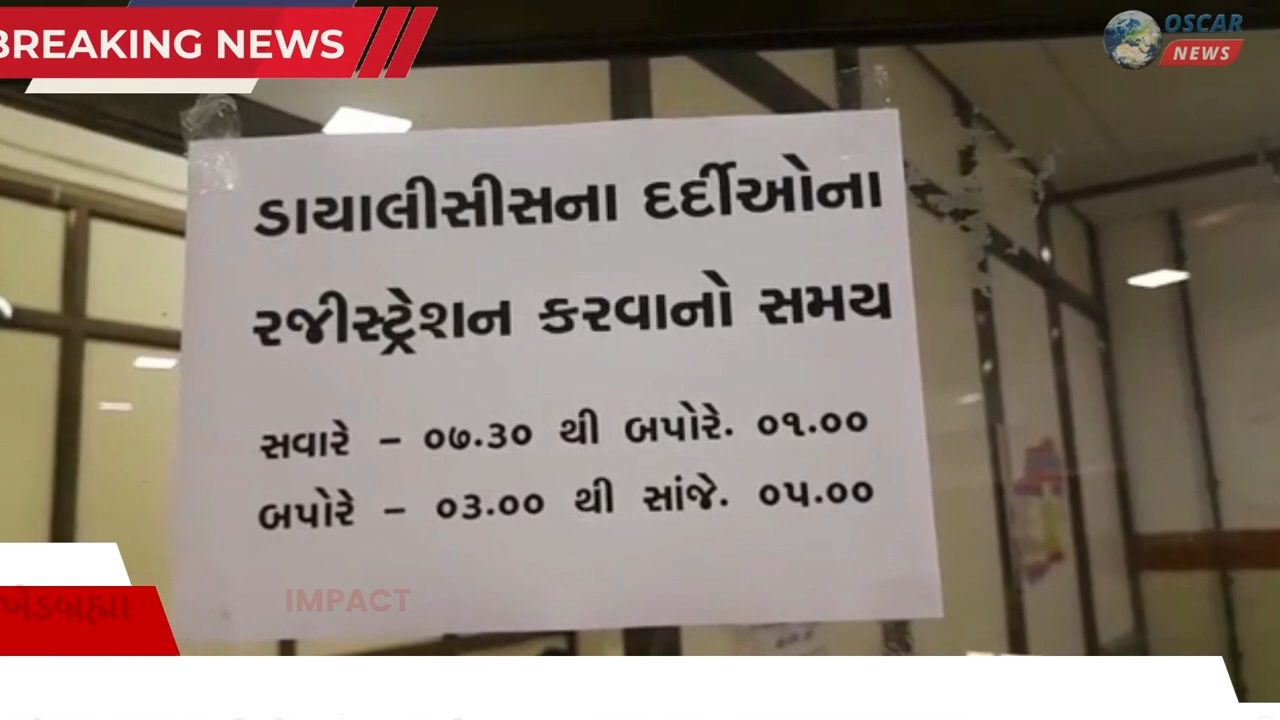 BREAKING NEWS
OSCAR
NEWS
ડાયાલીસીસના દર્દીઓના
રજીસ્ટ્રેશન કરવાનો સમય
સવારે – ૦૭.૩૦ થી બપોરે. ૦૧.૦૦
બપોરે – ૦૩.૦૦ થી સાંજે. ૦૫.૦૦
IMPACT
ખેડબ્રહ્મા